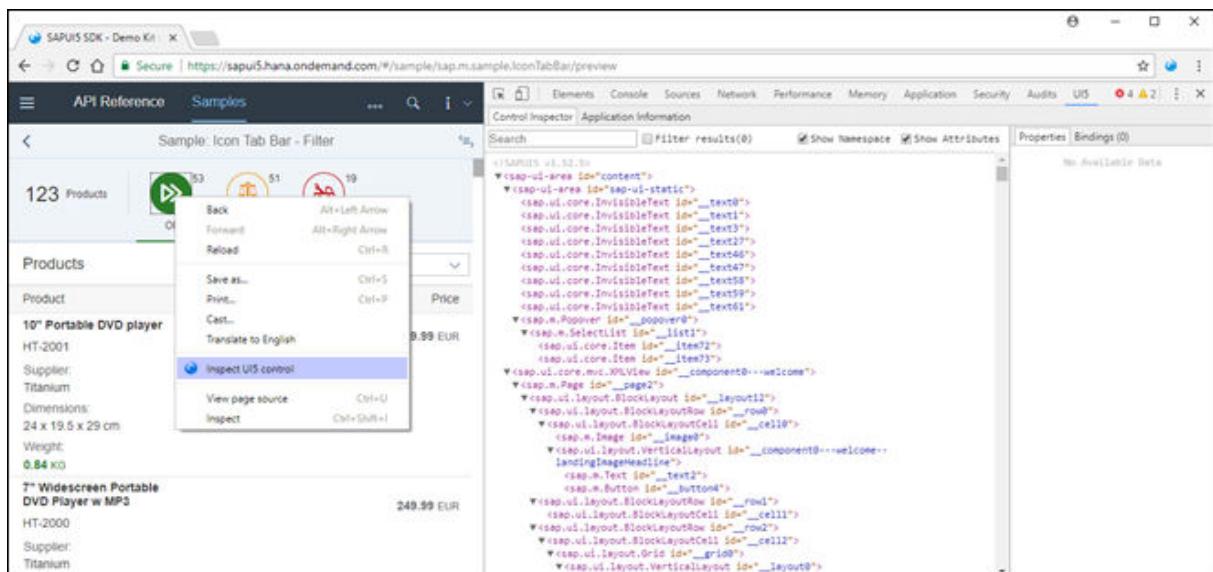 SAPUI5 SDK - Demo Kit
Secure | https://sapui5.hana.ondemand.com/#/sample/sap.m.sample.IconTabBar/preview
API Reference Samples ...
Elements Console Sources Network Performance Memory Application Security Audits UI5 4 2
Control Inspector Application Information
Sample: Icon Tab Bar - Filter
Search Filter results(0) Show Namespace Show Attributes Properties Bindings (0)
No Available Data
<!SAPUI5 v1.52.5>
123 Products 53 51 19
Back Alt+Left Arrow
Forward Alt+Right Arrow
Reload Ctrl+R
Save as... Ctrl+S
Print... Ctrl+P
Cast...
Translate to English
Inspect UI5 control
View page source Ctrl+U
Inspect Ctrl+Shift+I
Products
Product Price
10" Portable DVD player 9.99 EUR
HT-2001
Supplier:
Titanium
Dimensions:
24 x 19.5 x 29 cm
Weight:
0.84 KG
7" Widescreen Portable
DVD Player w MP3 249.99 EUR
HT-2000
Supplier:
Titanium
<sap-ui-area id="content">
<sap-ui-area id="sap-ui-static">
<sap.ui.core.InvisibleText id="__text0">
<sap.ui.core.InvisibleText id="__text1">
<sap.ui.core.InvisibleText id="__text3">
<sap.ui.core.InvisibleText id="__text27">
<sap.ui.core.InvisibleText id="__text46">
<sap.ui.core.InvisibleText id="__text47">
<sap.ui.core.InvisibleText id="__text58">
<sap.ui.core.InvisibleText id="__text59">
<sap.ui.core.InvisibleText id="__text61">
<sap.m.Popover id="__popover0">
<sap.m.SelectList id="__list1">
<sap.ui.core.Item id="__item72">
<sap.ui.core.Item id="__item73">
<sap.ui.core.mvc.XMLView id="__component0---welcome">
<sap.m.Page id="__page2">
<sap.ui.layout.BlockLayout id="__layout12">
<sap.ui.layout.BlockLayoutRow id="__row0">
<sap.ui.layout.BlockLayoutCell id="__cell0">
<sap.m.Image id="__image0">
<sap.ui.layout.VerticalLayout id="__component0---welcome--
landingImageHeadline">
<sap.m.Text id="__text2">
<sap.m.Button id="__button4">
<sap.ui.layout.BlockLayoutRow id="__row1">
<sap.ui.layout.BlockLayoutCell id="__cell1">
<sap.ui.layout.BlockLayoutRow id="__row2">
<sap.ui.layout.BlockLayoutCell id="__cell2">
<sap.ui.layout.Grid id="__grid0">
<sap.ui.layout.VerticalLayout id="__layout0">